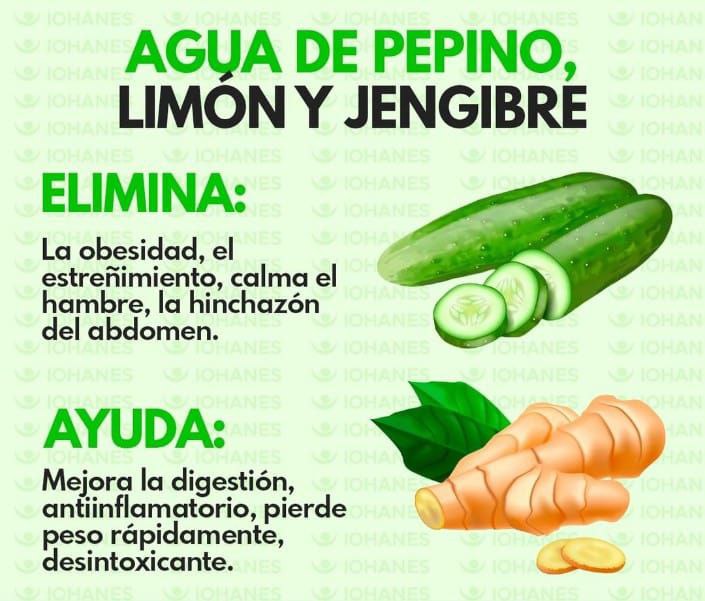 AGUA DE PEPINO,
LIMÓN Y JENGIBRE
ELIMINA:
La obesidad, el
estreñimiento, calma el
hambre, la hinchazón
del abdomen.
AYUDA:
Mejora la digestión,
antiinflamatorio, pierde
peso rápidamente,
desintoxicante.
IOHANES